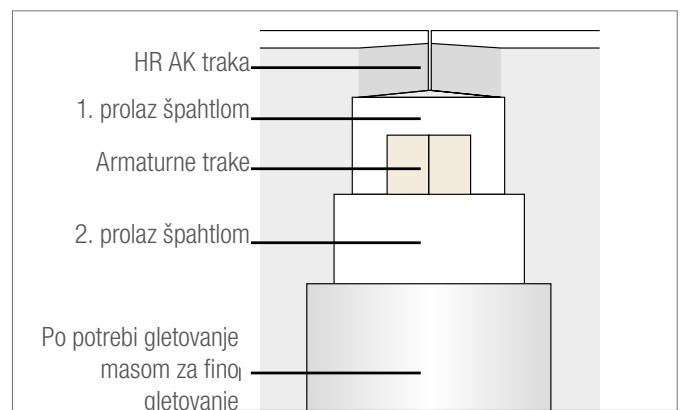 HR AK traka
1. prolaz špahtlom
Armaturne trake
2. prolaz špahtlom
Po potrebi gletovanje
masom za fino
gletovanje